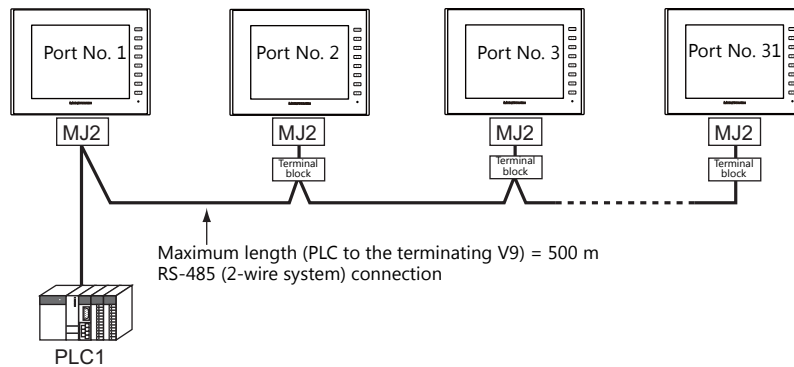 Port No. 1
Port No. 2
Port No. 3
Port No. 31
MJ2
MJ2
MJ2
MJ2
Terminal
block
Terminal
block
Terminal
block
Maximum length (PLC to the terminating V9) = 500 m
RS-485 (2-wire system) connection
PLC1